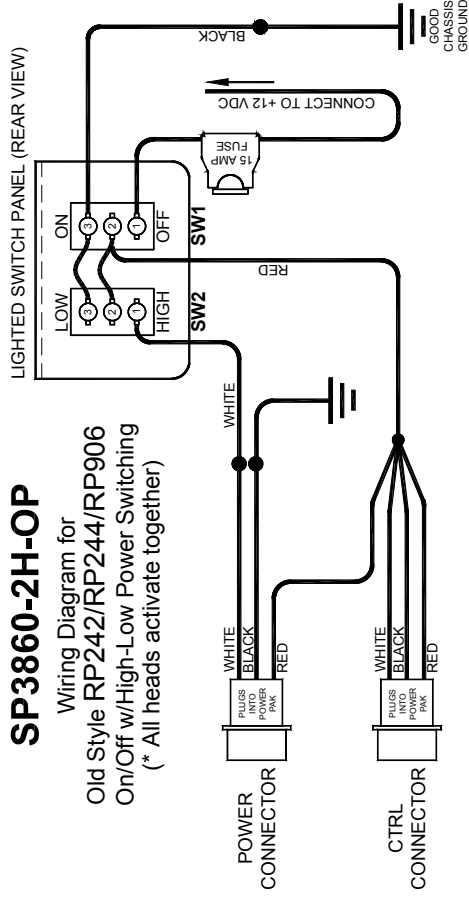 SP3860-2H-OP
Wiring Diagram for
Old Style RP242/RP244/RP906
On/Off w/High-Low Power Switching
(* All heads activate together)
LIGHTED SWITCH PANEL (REAR VIEW)
LOW
3
2
1
HIGH
SW2
ON
3
2
1
OFF
SW1
BLACK
GOOD
CHASSIS
GROUND
CONNECT TO +12 VDC
15 AMP
FUSE
RED
WHITE
POWER
CONNECTOR
PLUGS
INTO
POWER
PAK
WHITE
BLACK
RED
CTRL
CONNECTOR
PLUGS
INTO
POWER
PAK
WHITE
BLACK
RED